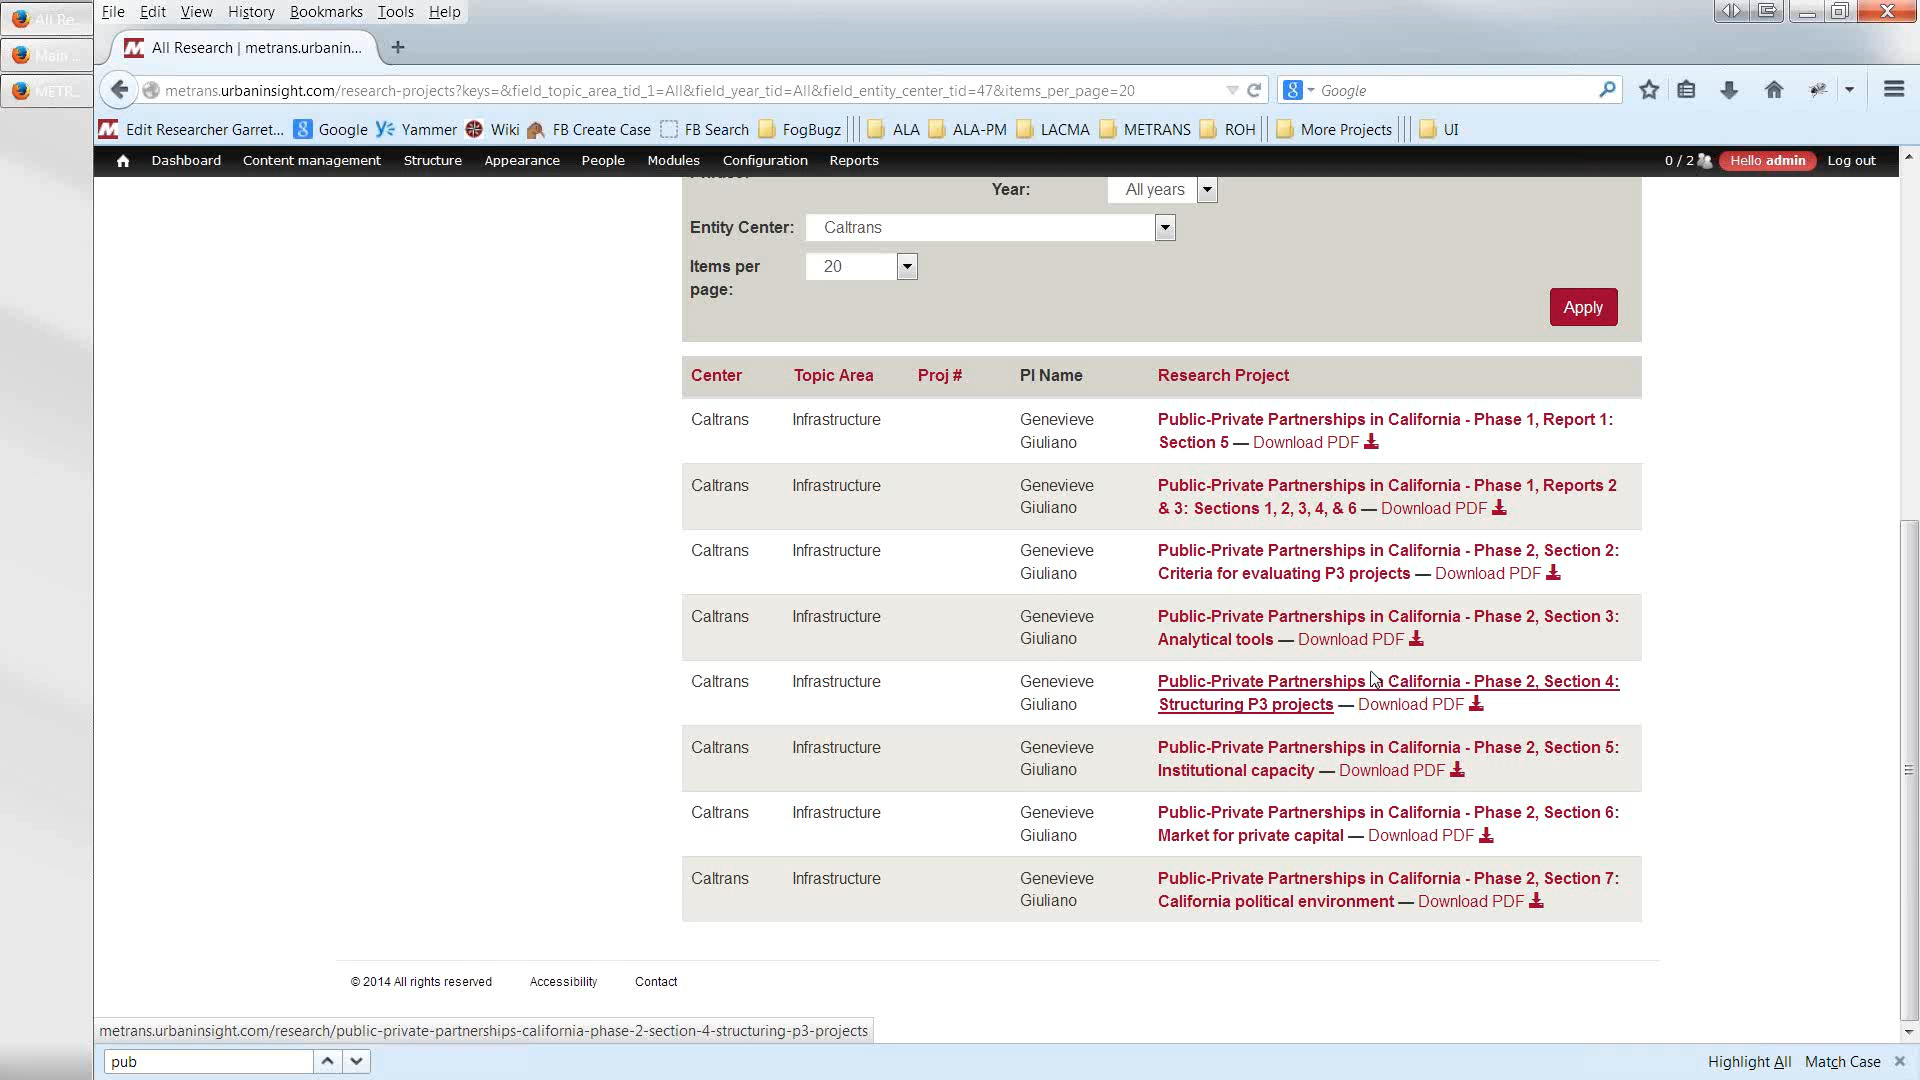 File Edit View History Bookmarks Tools Help
All Re
Main
METR
All Research | metrans.urbanin...
metrans.urbaninsight.com/research-projects?keys=&field_topic_area_tid_1=All&field_year_tid=All&field_entity_center_tid=47&items_per_page=20
Google
Edit Researcher Garret... Google Yammer Wiki FB Create Case FB Search FogBugz ALA ALA-PM LACMA METRANS ROH More Projects UI
Dashboard Content management Structure Appearance People Modules Configuration Reports 0 / 2 Hello admin Log out
Year: All years
Entity Center: Caltrans
Items per 20
page:
Apply
Center Topic Area Proj # PI Name Research Project
Caltrans Infrastructure Genevieve Public-Private Partnerships in California - Phase 1, Report 1:
Giuliano Section 5 — Download PDF
Caltrans Infrastructure Genevieve Public-Private Partnerships in California - Phase 1, Reports 2
Giuliano & 3: Sections 1, 2, 3, 4, & 6 — Download PDF
Caltrans Infrastructure Genevieve Public-Private Partnerships in California - Phase 2, Section 2:
Giuliano Criteria for evaluating P3 projects — Download PDF
Caltrans Infrastructure Genevieve Public-Private Partnerships in California - Phase 2, Section 3:
Giuliano Analytical tools — Download PDF
Caltrans Infrastructure Genevieve Public-Private Partnerships in California - Phase 2, Section 4:
Giuliano Structuring P3 projects — Download PDF
Caltrans Infrastructure Genevieve Public-Private Partnerships in California - Phase 2, Section 5:
Giuliano Institutional capacity — Download PDF
Caltrans Infrastructure Genevieve Public-Private Partnerships in California - Phase 2, Section 6:
Giuliano Market for private capital — Download PDF
Caltrans Infrastructure Genevieve Public-Private Partnerships in California - Phase 2, Section 7:
Giuliano California political environment — Download PDF
© 2014 All rights reserved Accessibility Contact
metrans.urbaninsight.com/research/public-private-partnerships-california-phase-2-section-4-structuring-p3-projects
pub Highlight All Match Case